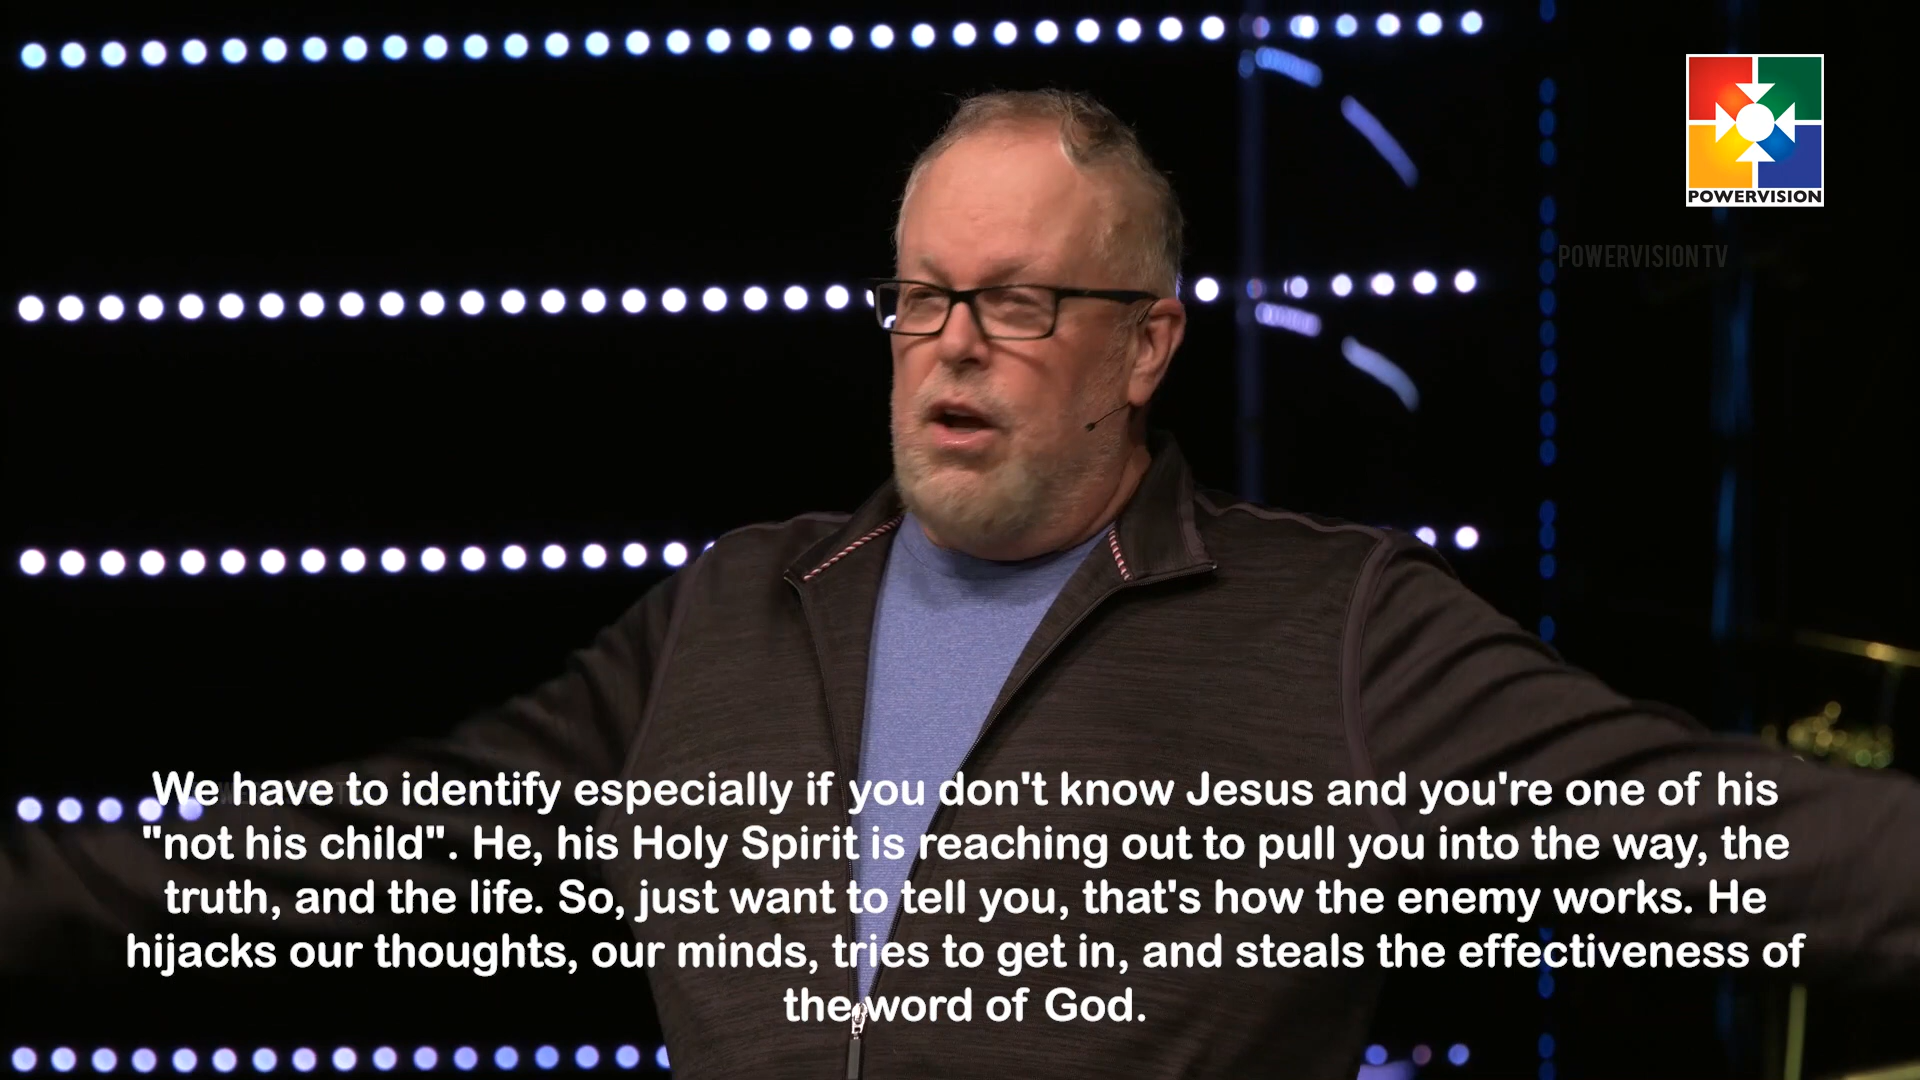 POWERVISION
POWERVISION TV
We have to identify especially if you don't know Jesus and you're one of his
"not his child". He, his Holy Spirit is reaching out to pull you into the way, the
truth, and the life. So, just want to tell you, that's how the enemy works. He
hijacks our thoughts, our minds, tries to get in, and steals the effectiveness of
the word of God.